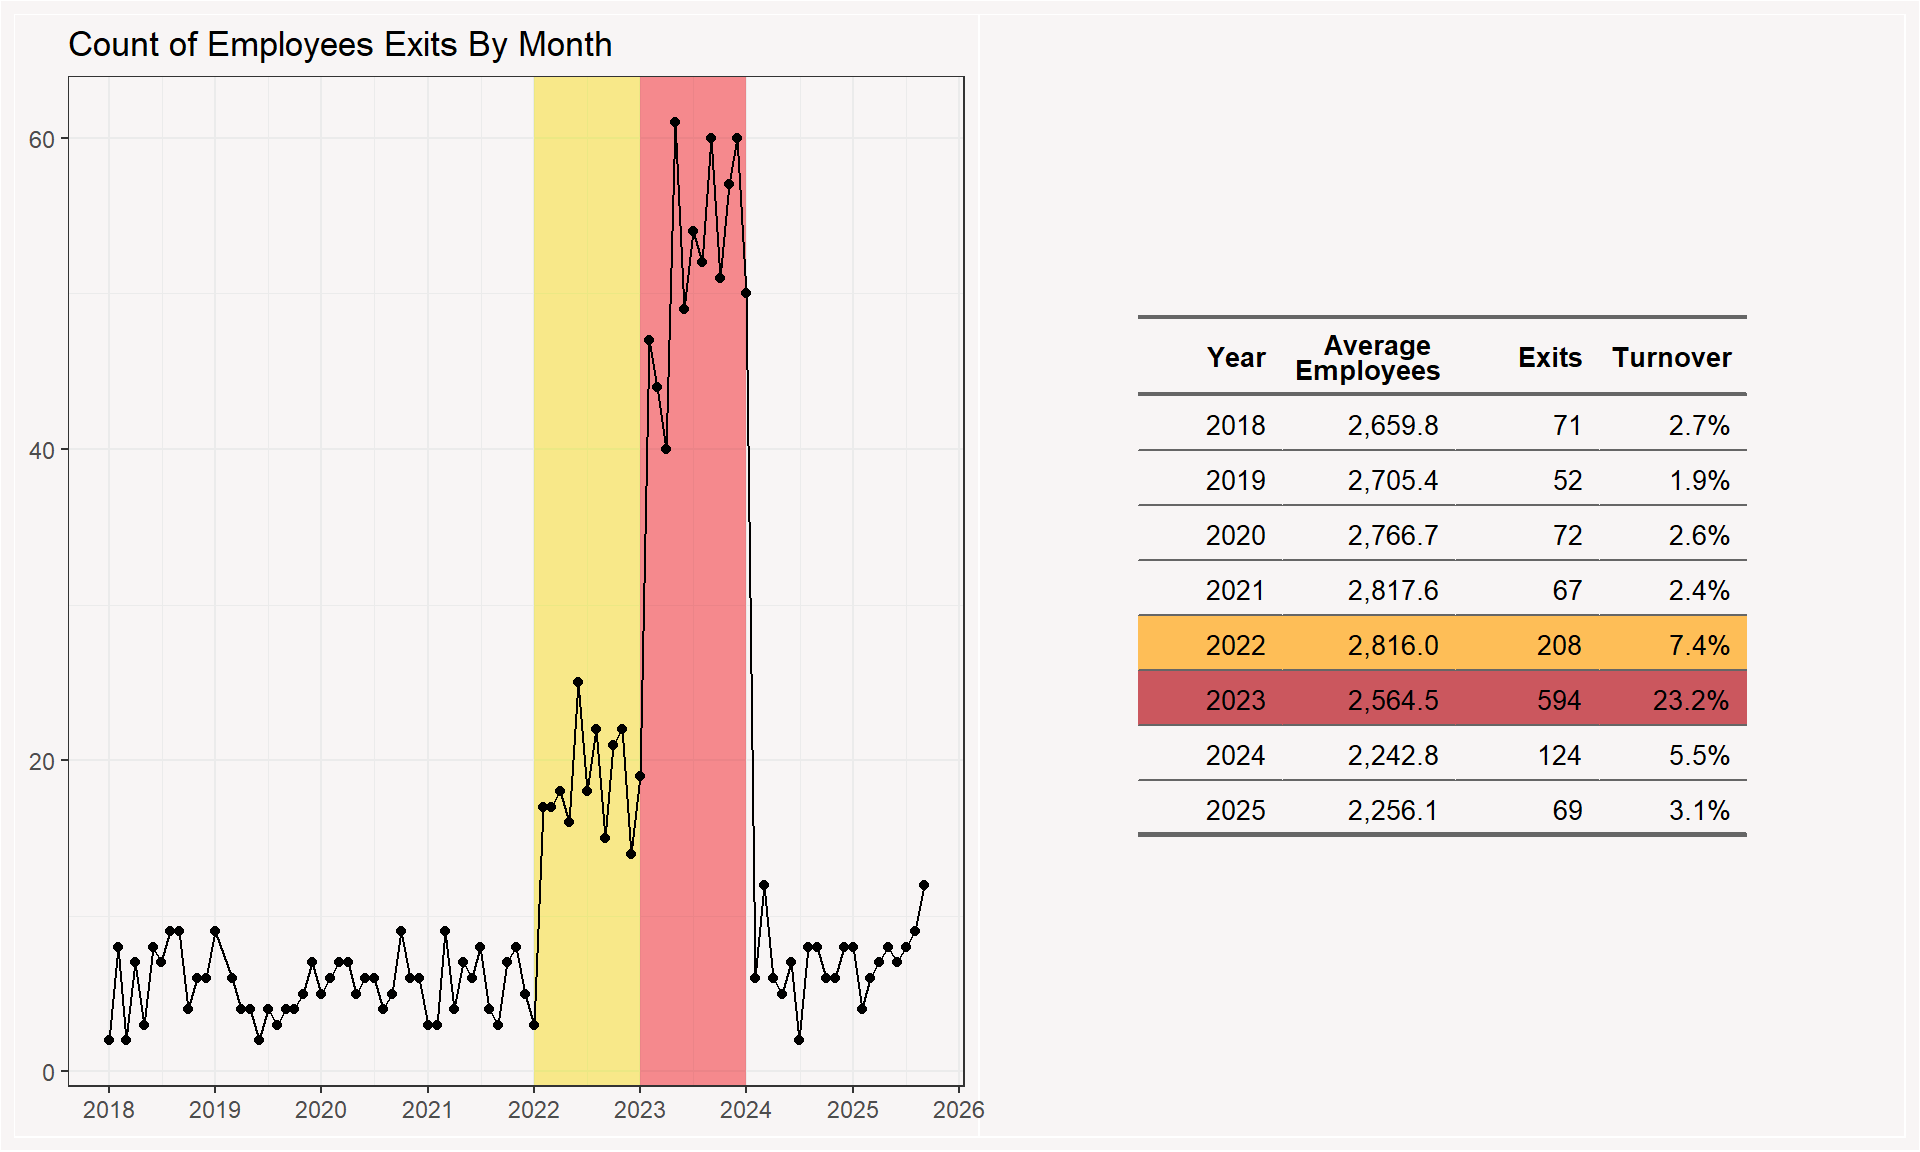 Count of Employees Exits By Month
60
40
20
0
2018 2019 2020 2021 2022 2023 2024 2025 2026
Year Average Employees Exits Turnover
2018 2,659.8 71 2.7%
2019 2,705.4 52 1.9%
2020 2,766.7 72 2.6%
2021 2,817.6 67 2.4%
2022 2,816.0 208 7.4%
2023 2,564.5 594 23.2%
2024 2,242.8 124 5.5%
2025 2,256.1 69 3.1%